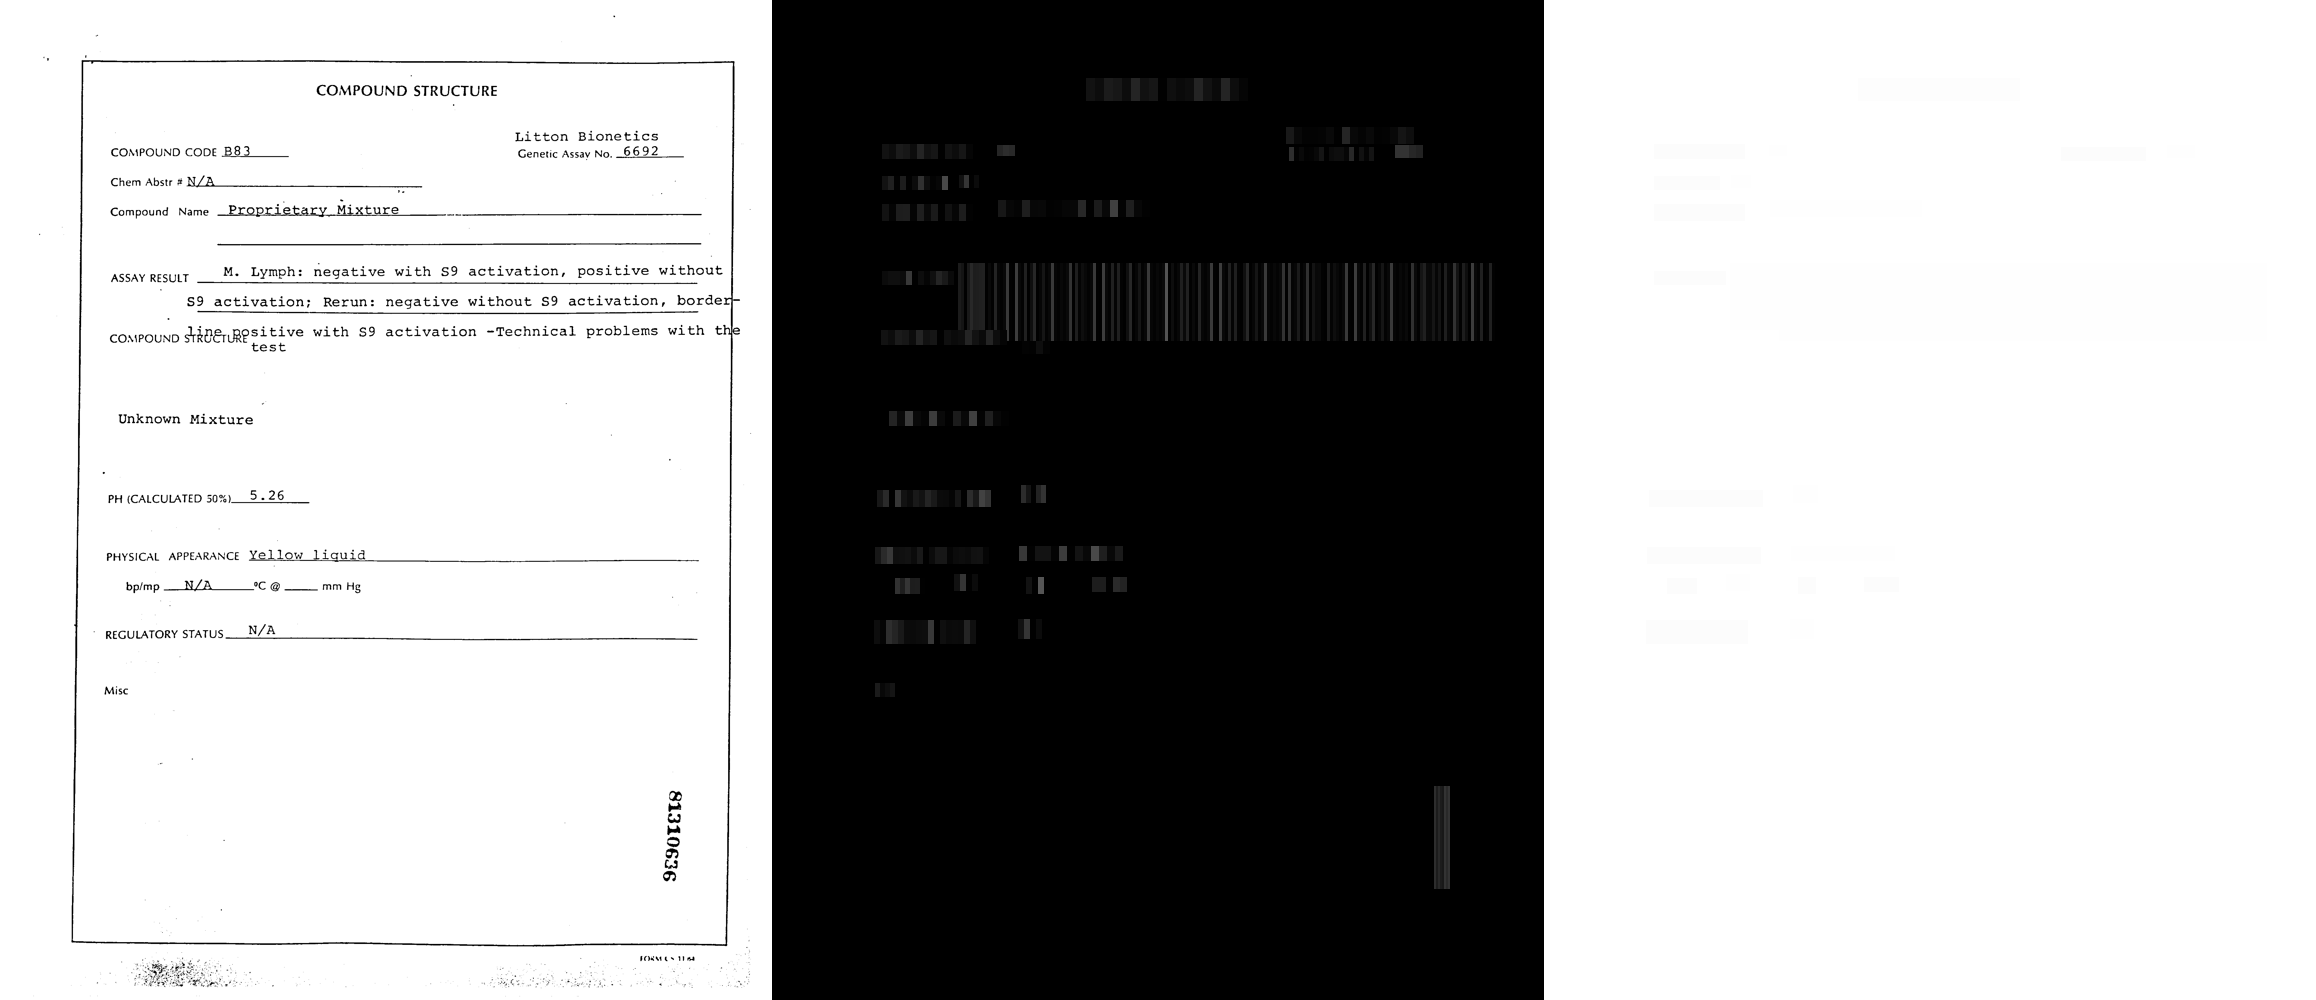 COMPOUND STRUCTURE
Litton Bionetics
COMPOUND CODE B83 Genetic Assay No. 6692
Chem Abstr # N/A
Compound Name Proprietary Mixture
ASSAY RESULT M. Lymph: negative with S9 activation, positive without
S9 activation; Rerun: negative without S9 activation, border-
line positive with S9 activation -Technical problems with the
COMPOUND STRUCTURE test
Unknown Mixture
PH (CALCULATED 50%) 5.26
PHYSICAL APPEARANCE Yellow liquid
bp/mp N/A °C @ mm Hg
REGULATORY STATUS N/A
Misc
81310636